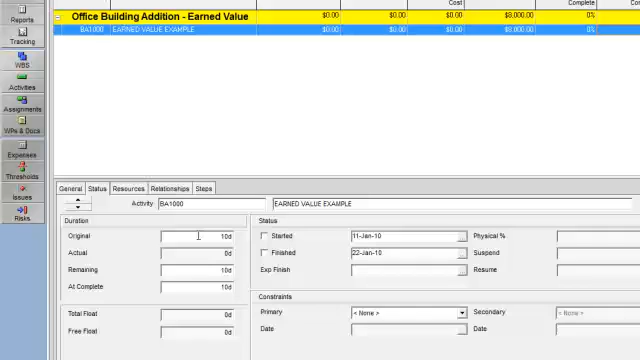 Cost Complete Co
Office Building Addition - Earned Value $0.00 $0.00 $0.00 $8,000.00 0%
BA1000 EARNED VALUE EXAMPLE $0.00 $0.00 $0.00 $8,000.00 0%
Reports
Tracking
WBS
Activities
Assignments
WPs & Docs
Expenses
Thresholds
Issues
Risks
General Status Resources Relationships Steps
Activity BA1000 EARNED VALUE EXAMPLE
Duration
Original 10d
Actual 0d
Remaining 10d
At Complete 10d
Total Float 0d
Free Float 0d
Status
Started 11-Jan-10 Physical %
Finished 22-Jan-10 Suspend
Exp Finish Resume
Constraints
Primary < None > Secondary < None >
Date Date